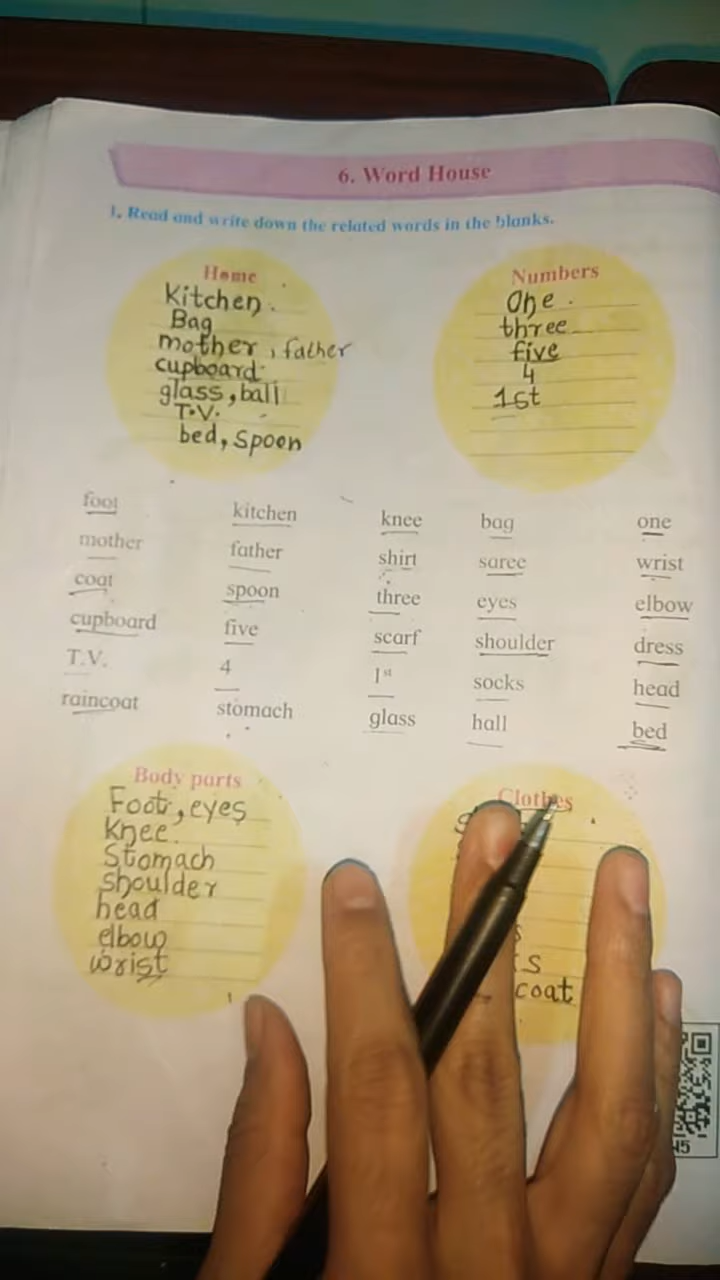 6. Word House
1. Read and write down the related words in the blanks.
Home
Kitchen.
Bag
mother, father
cupboard
glass, ball
T.V.
bed, spoon
Numbers
One.
three
five
4
1st
foot kitchen knee bag one
mother father shirt saree wrist
coat spoon three eyes elbow
cupboard five scarf shoulder dress
T.V. 4 1st socks head
raincoat stomach glass hall bed
Body parts
Foot, eyes
Knee
Stomach
shoulder
head
elbow
wrist
Clothes
coat
45